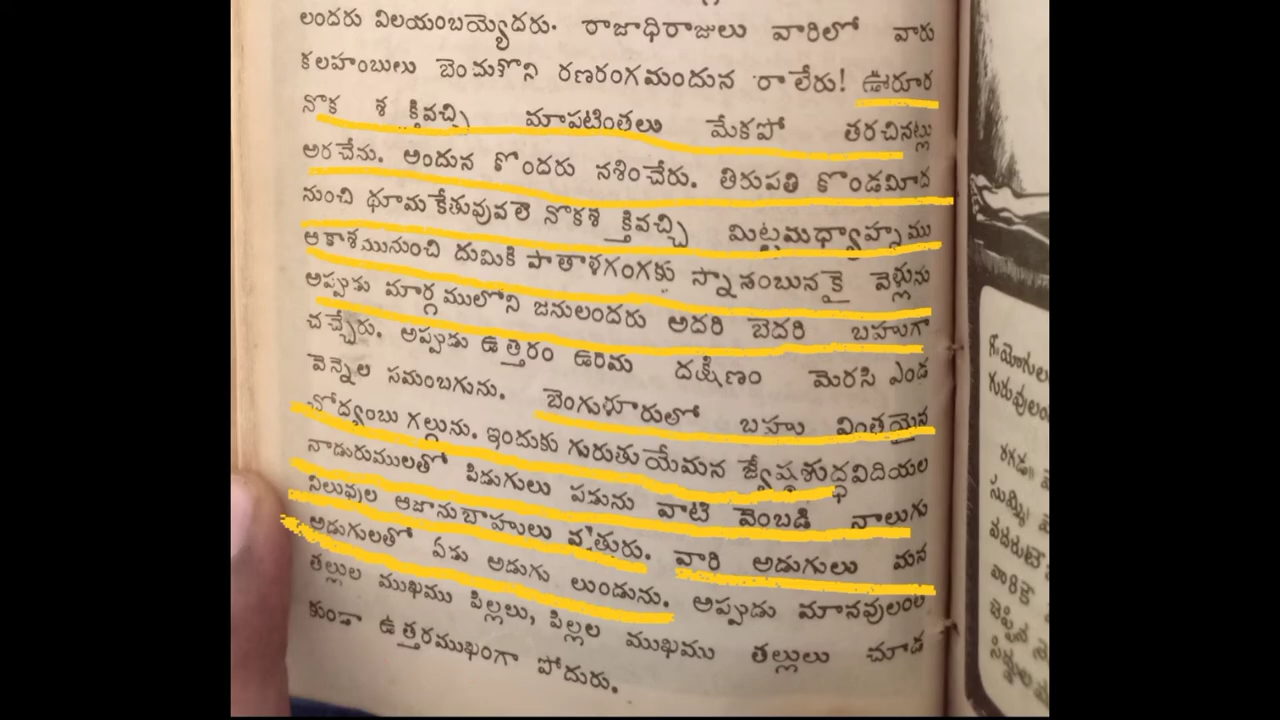 లందరు విలయంబయ్యెదరు. రాజాధిరాజులు వారిలో వారు
కలహంబులు బెంచుకొని రణరంగమందున రాలేరు! ఊరూర
నొక శక్తివచ్చి మాపటింతలు మేకపో తరచినట్లు
అరచేను. అందున కొందరు నశించేరు. తిరుపతి కొండమీద
నుంచి థూమకేతువువలె నొకశక్తివచ్చి మిట్టమధ్యాహ్నము
ఆకాశమునుంచి దుమికి పాతాళగంగకు స్నానంబునకై వెళ్లును
అప్పుడు మార్గములోని జనులందరు అదరి బెదరి బహుగా
చచ్చేరు. అప్పుడు ఉత్తరం ఉరిమి దక్షిణం మెరసి ఎండ
వెన్నెల సమంబగును. బెంగుళూరులో బహు వింతయైన
చోద్యంబు గల్గును. ఇందుకు గురుతుయేమన జ్యేష్ఠశుద్ధవిదియల
నాడురుములతో పిడుగులు పడును వాటి వెంబడి నాలుగు
నిలువుల ఆజానుబాహులు వత్తురు. వారి అడుగులు మన
అడుగులతో ఏడు అడుగు లుండును. అప్పుడు మానవులందరు
తల్లుల ముఖము పిల్లలు, పిల్లల ముఖము తల్లులు చూడ
కుండా ఉత్తరముఖంగా పోదురు.
గురువులం
రగడ॥
సుమ్మి!
వారికె
చెప్పిన